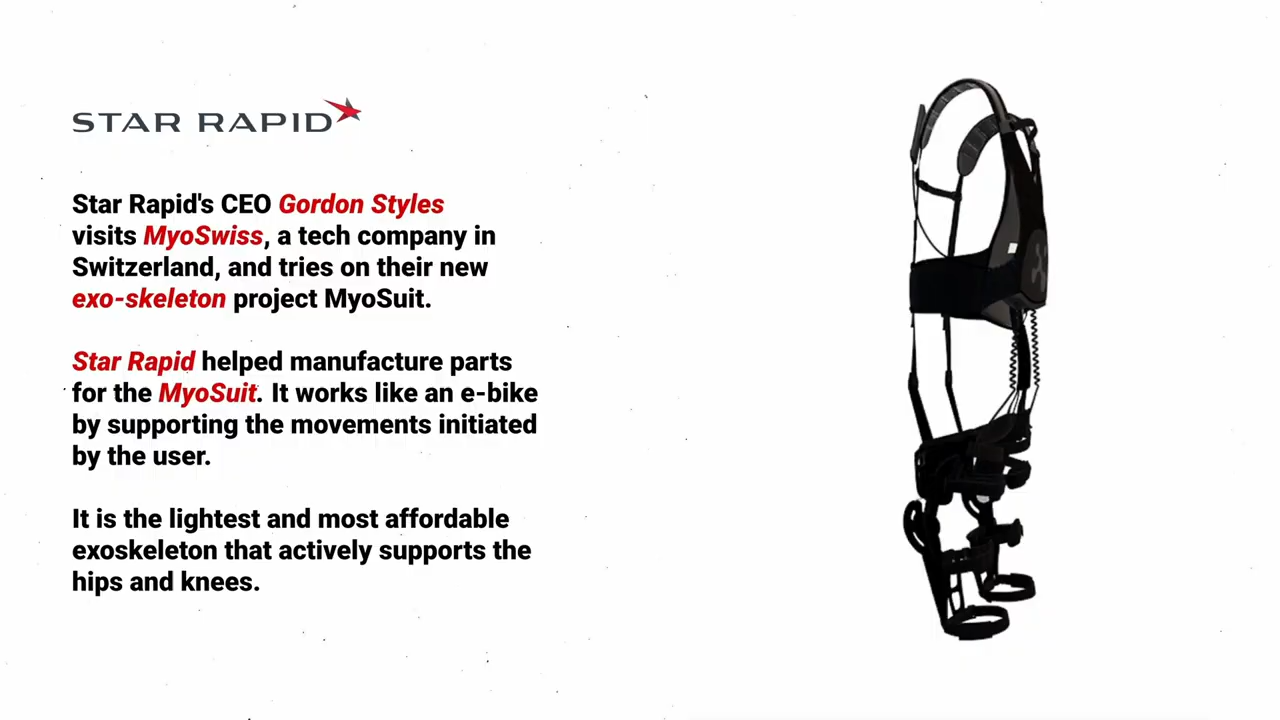 STAR RAPID
Star Rapid's CEO Gordon Styles
visits MyoSwiss, a tech company in
Switzerland, and tries on their new
exo-skeleton project MyoSuit.
Star Rapid helped manufacture parts
for the MyoSuit. It works like an e-bike
by supporting the movements initiated
by the user.
It is the lightest and most affordable
exoskeleton that actively supports the
hips and knees.